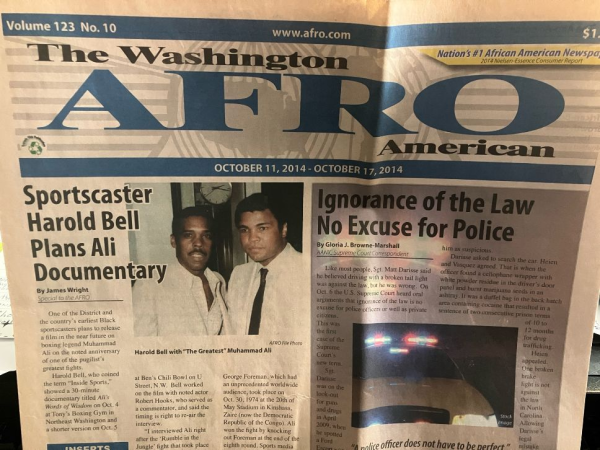 Volume 123 No. 10
www.afro.com
$1.
The Washington
AFRO
American
Nation's #1 African American Newspa
2014 Nielsen-Essence Consumer Report
OCTOBER 11, 2014 - OCTOBER 17, 2014
Sportscaster
Harold Bell
Plans Ali
Documentary
By James Wright
Special to the AFRO
One of the District and
the country's earliest Black
sportscasters plans to release
a film in the near future on
boxing legend Muhammad
Ali on the noted anniversary
of one of the pugilist's
greatest fights.
Harold Bell, who coined
the term "Inside Sports,"
showed a 30-minute
documentary titled Ali's
Words of Wisdom on Oct. 4
at Tony's Boxing Gym in
Northeast Washington and
a shorter version on Oct. 5
INSERTS
AFRO File Photo
Harold Bell with "The Greatest" Muhammad Ali
at Ben's Chili Bowl on U
Street, N.W. Bell worked
on the film with noted actor
Robert Hooks, who served as
a commentator, and said the
timing is right to re-air the
interview.
"I interviewed Ali right
after the 'Rumble in the
Jungle' fight that took place
George Foreman, which had
an unprecedented worldwide
audience, took place on
Oct. 30, 1974 at the 20th of
May Stadium in Kinshasa,
Zaire (now the Democratic
Republic of the Congo). Ali
won the fight by knocking
out Foreman at the end of the
eighth round. Sports media
Ignorance of the Law
No Excuse for Police
By Gloria J. Browne-Marshall
AANIC Supreme Court Correspondent
Like most people, Sgt. Matt Darisse said
he believed driving with a broken tail light
was against the law, but he was wrong. On
Oct. 6 the U.S. Supreme Court heard oral
arguments that ignorance of the law is no
excuse for police officers as well as private
citizens.
This was
the first
case of the
Supreme
Court's
new term.
Sgt.
Darisse
was on the
look-out
for guns
and drugs
in April
2009, when
he spotted
a Ford
him as suspicious.
Darisse asked to search the car. Heien
and Vasquez agreed. That is when the
officer found a cellophane wrapper with
white powder residue in the driver's door
panel and burnt marijuana stems in an
ashtray. It was a duffel bag in the back hatch
containing cocaine that resulted in a
sentence of two consecutive prison terms
of 10 to
12 months
for drug
trafficking.
Heien
appealed.
One broken
brake
light is not
against
the law
in North
Carolina.
Allowing
Darisse's
legal
mistake
"A police officer does not have to be perfect."